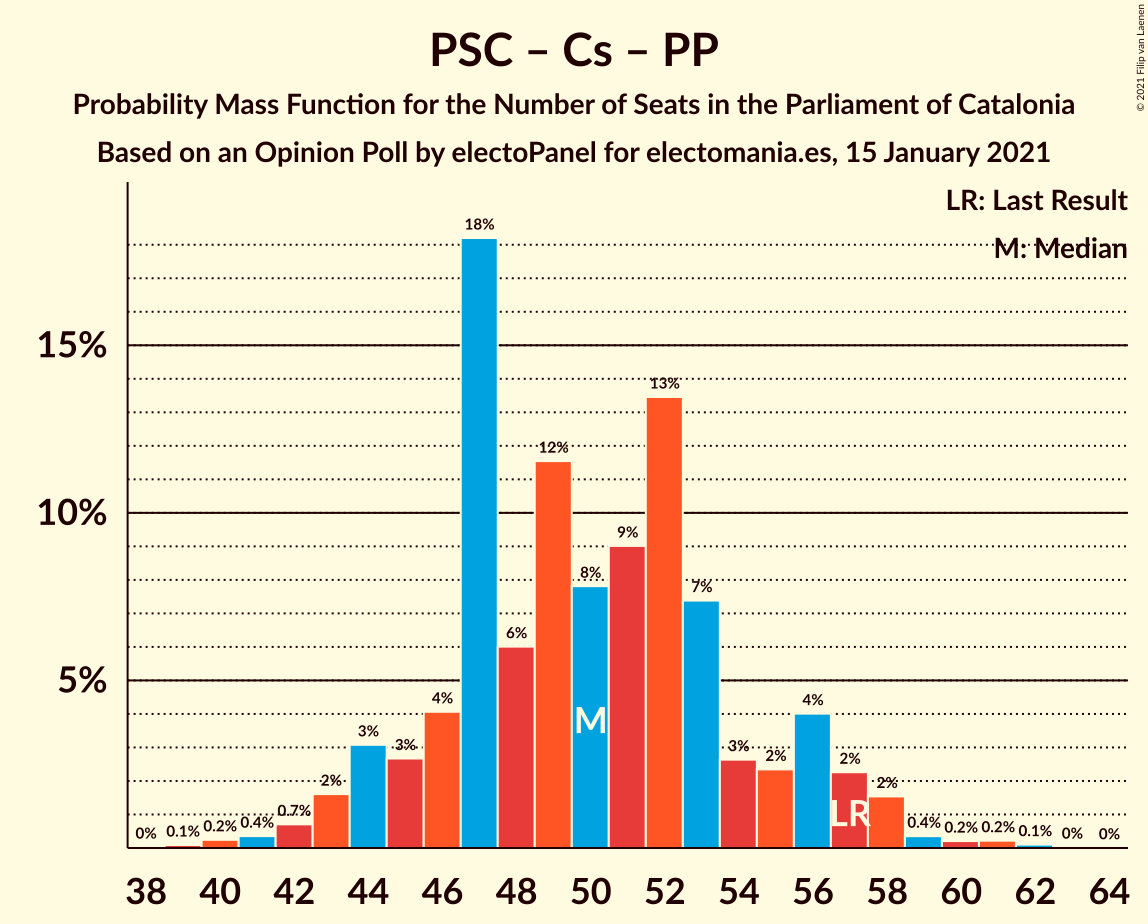 PSC – Cs – PP
Probability Mass Function for the Number of Seats in the Parliament of Catalonia
Based on an Opinion Poll by electoPanel for electomania.es, 15 January 2021
© 2021 Filip van Laenen
LR: Last Result
M: Median
15%
10%
5%
0% 0.1% 0.2% 0.4% 0.7% 2% 3% 3% 4% 18% 6% 12% 8% 9% 13% 7% 3% 2% 4% 2% 2% 0.4% 0.2% 0.2% 0.1% 0% 0%
M
LR
38 40 42 44 46 48 50 52 54 56 58 60 62 64